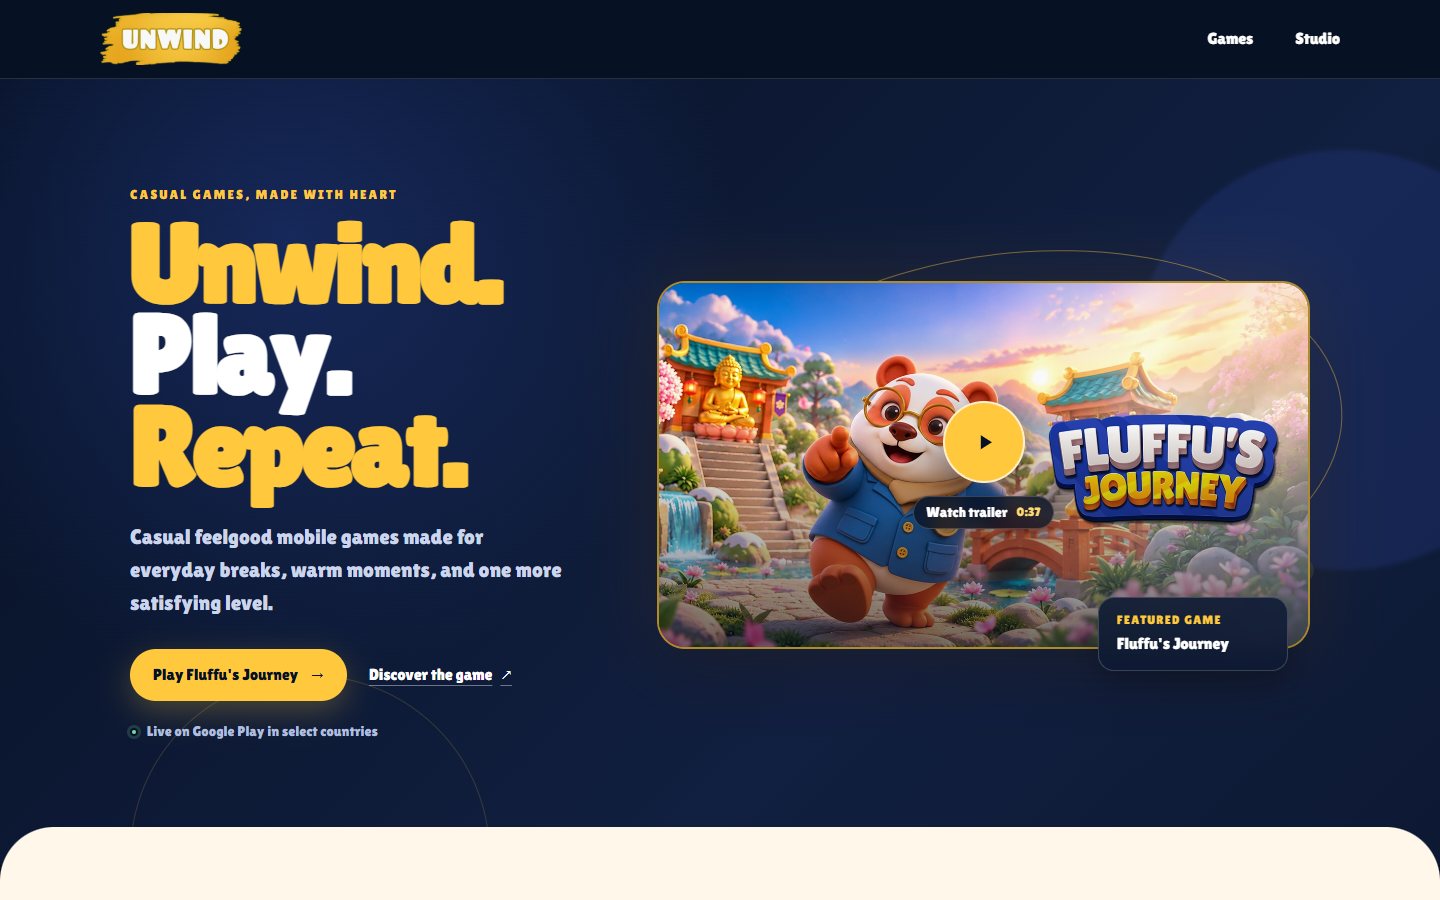 UNWIND
Games
Studio
CASUAL GAMES, MADE WITH HEART
Unwind.
Play.
Repeat.
Casual feelgood mobile games made for
everyday breaks, warm moments, and one more
satisfying level.
Play Fluffu's Journey →
Discover the game ↗
Live on Google Play in select countries
FLUFFU'S
JOURNEY
Watch trailer 0:37
FEATURED GAME
Fluffu's Journey